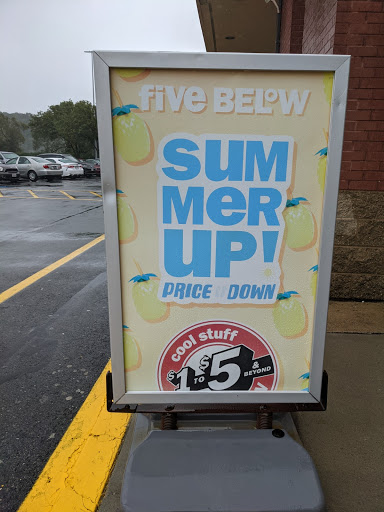 five BELOW
SUM
MeR
UP!
PRICE DOWN
cool stuff
$1 TO $5 & BEYOND